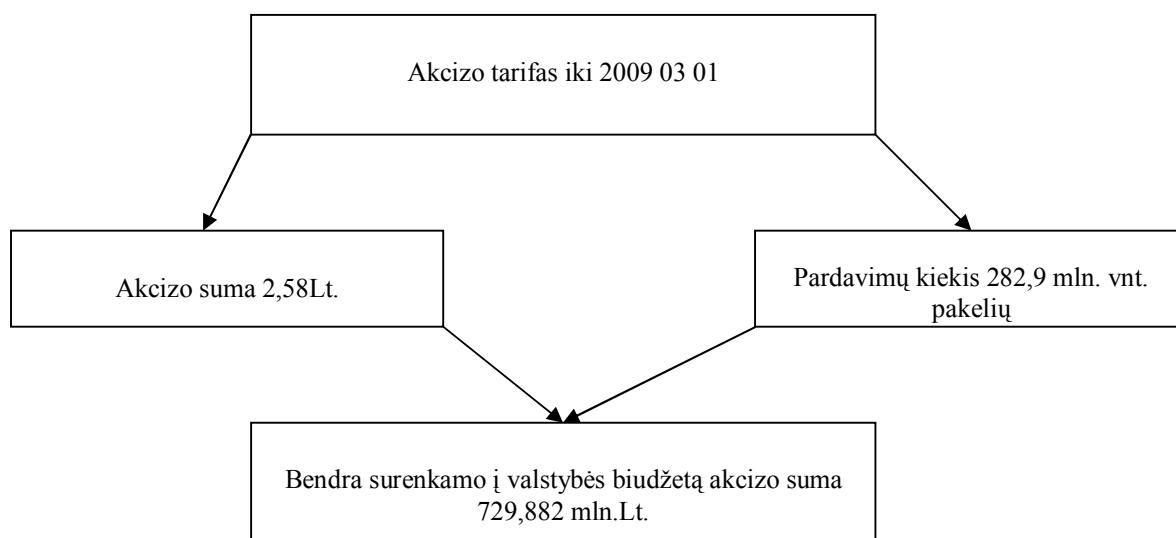 Akcizo tarifas iki 2009 03 01
Akcizo suma 2,58Lt.
Pardavimų kiekis 282,9 mln. vnt.
pakelių
Bendra surenkamo į valstybės biudžetą akcizo suma
729,882 mln.Lt.